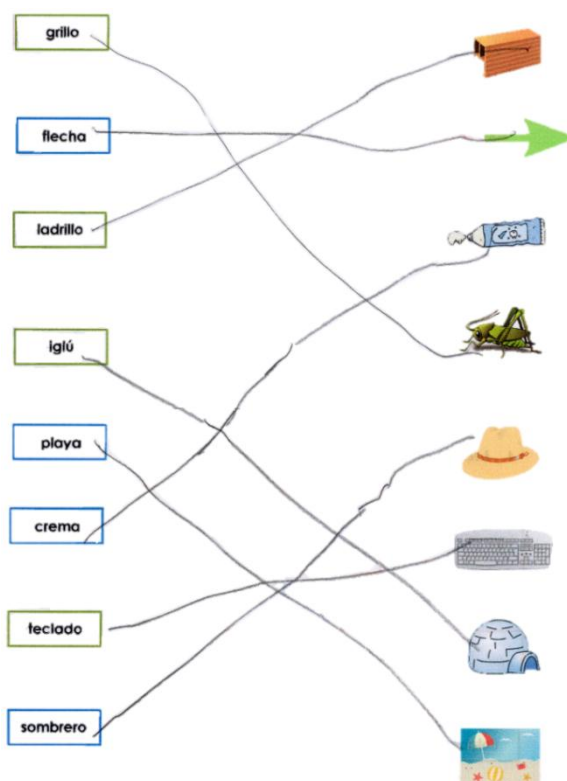 grillo
flecha
ladrillo
iglú
playa
crema
teclado
sombrero